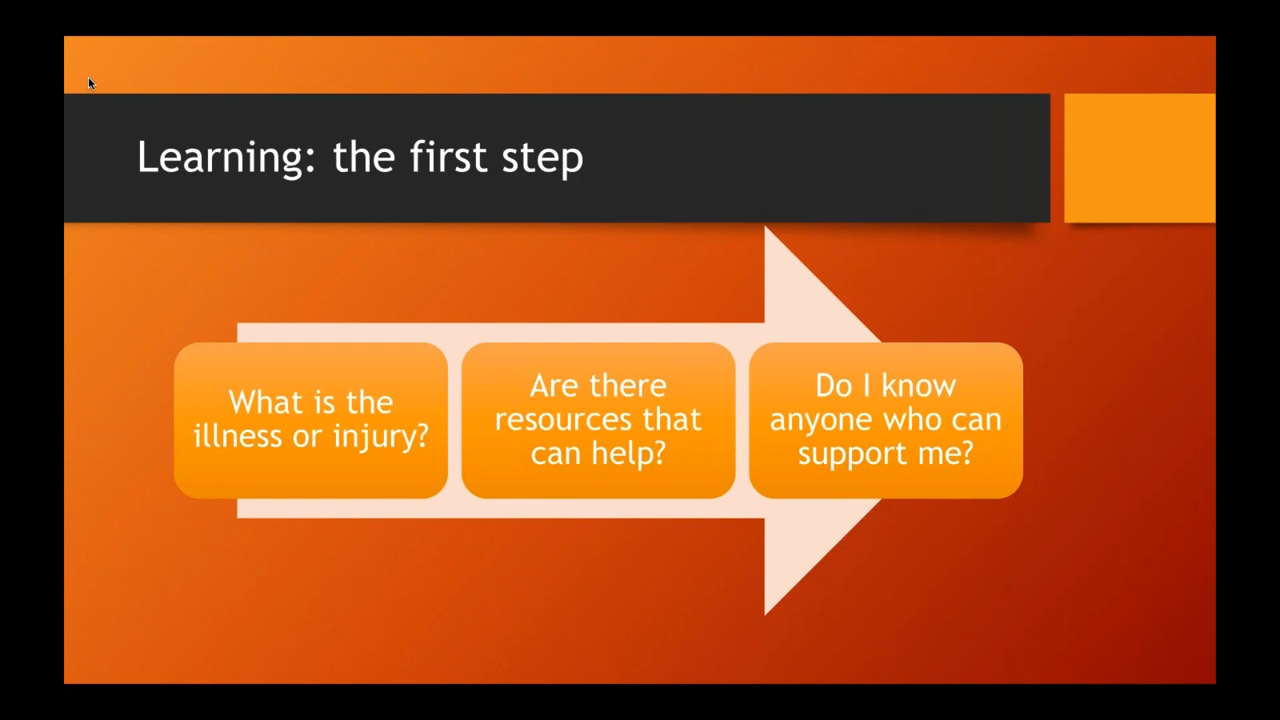 Learning: the first step
What is the
illness or injury?
Are there
resources that
can help?
Do I know
anyone who can
support me?